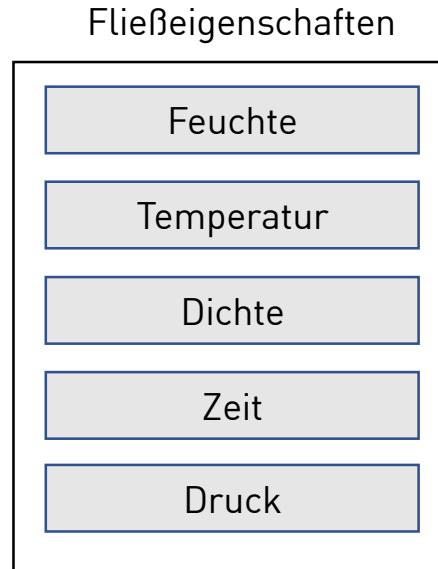 Fließeigenschaften
Feuchte
Temperatur
Dichte
Zeit
Druck